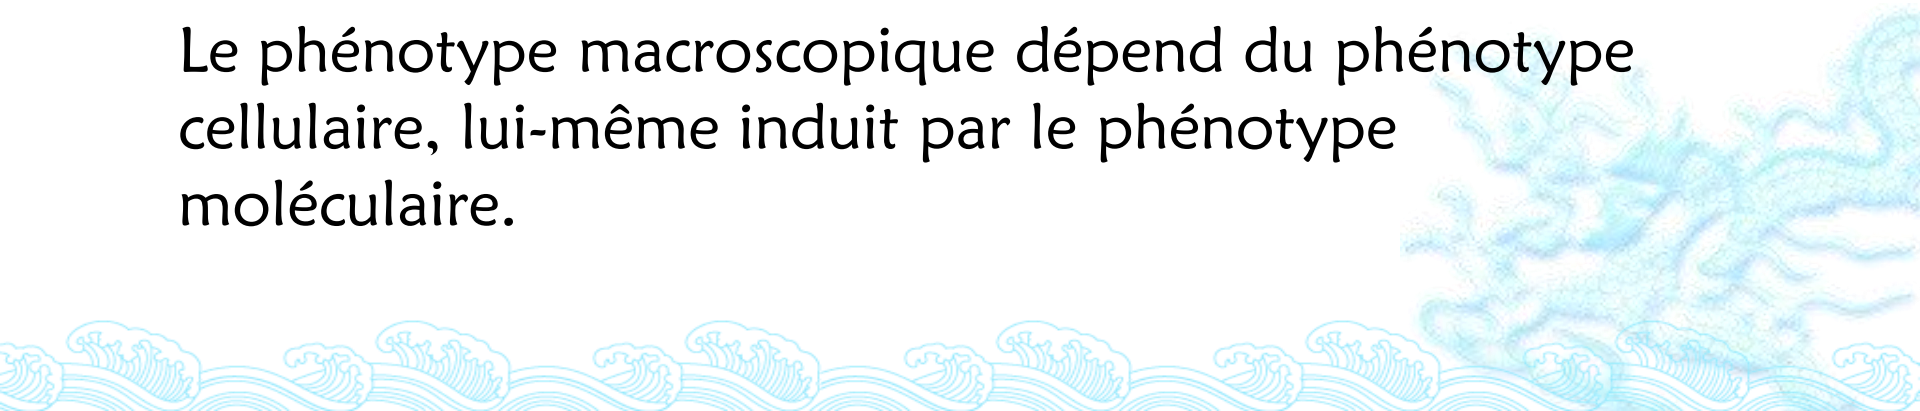 Le phénotype macroscopique dépend du phénotype
cellulaire, lui-même induit par le phénotype
moléculaire.